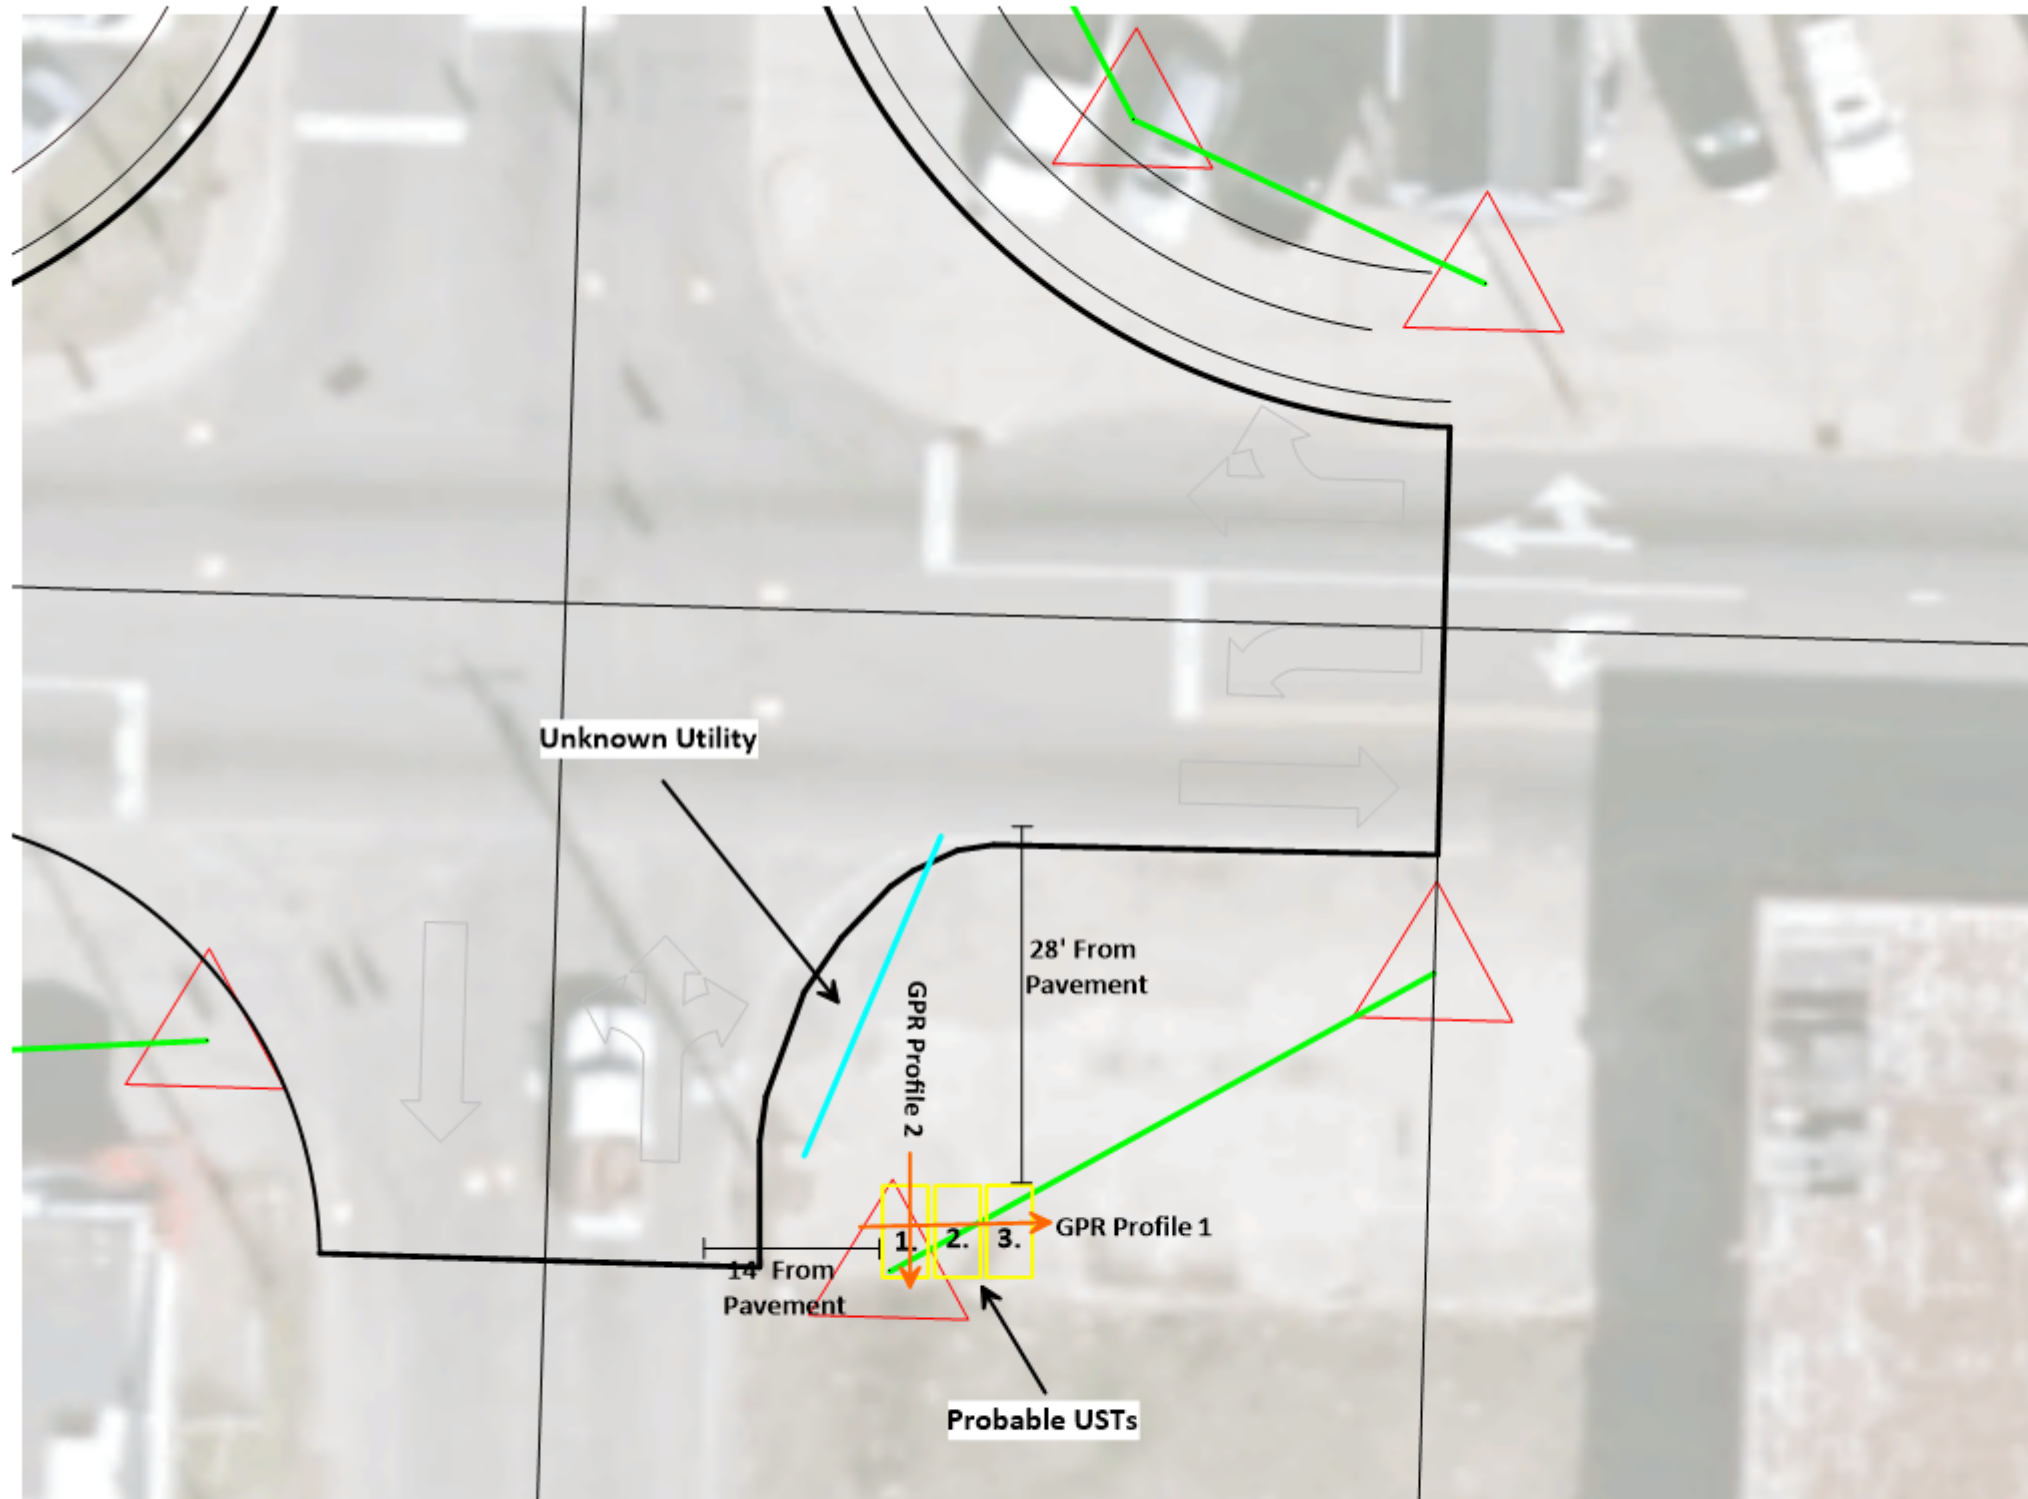 Unknown Utility
28' From
Pavement
GPR Profile 2
1.
2.
3.
GPR Profile 1
14' From
Pavement
Probable USTs